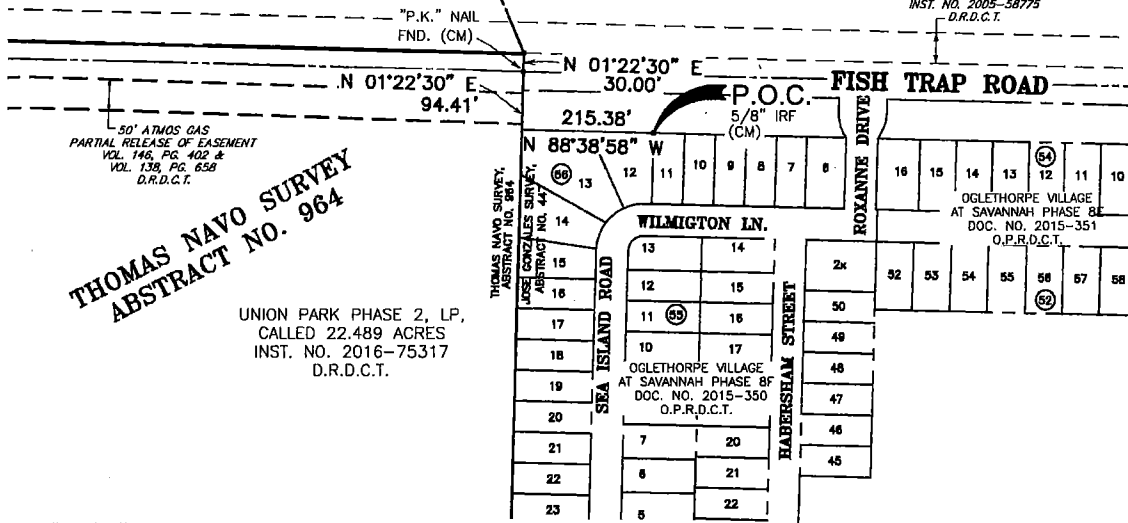 INST. NO. 2005-58775
D.R.D.C.T.
"P.K." NAIL
FND. (CM)
N 01°22'30" E
30.00'
FISH TRAP ROAD
N 01°22'30" E
94.41'
P.O.C.
5/8" IRF
(CM)
215.38'
N 88°38'58" W
50' ATMOS GAS
PARTIAL RELEASE OF EASEMENT
VOL. 146, PG. 402 &
VOL. 138, PG. 658
D.R.D.C.T.
THOMAS NAVO SURVEY
ABSTRACT NO. 964
THOMAS NAVO SURVEY,
ABSTRACT NO. 964
JOSE GONZALES SURVEY,
ABSTRACT NO. 447
UNION PARK PHASE 2, LP,
CALLED 22.489 ACRES
INST. NO. 2016-75317
D.R.D.C.T.
56
13
12
11
10
9
8
7
6
14
15
16
17
18
19
20
21
22
23
WILMIGTON LN.
SEA ISLAND ROAD
13
14
12
15
11
55
16
10
17
OGLETHORPE VILLAGE
AT SAVANNAH PHASE 8F
DOC. NO. 2015-350
O.P.R.D.C.T.
7
20
6
21
5
22
HABERSHAM STREET
ROXANNE DRIVE
2x
50
49
48
47
46
45
16
15
14
13
54
12
11
10
OGLETHORPE VILLAGE
AT SAVANNAH PHASE 8E
DOC. NO. 2015-351
O.P.R.D.C.T.
52
53
54
55
56
52
57
58